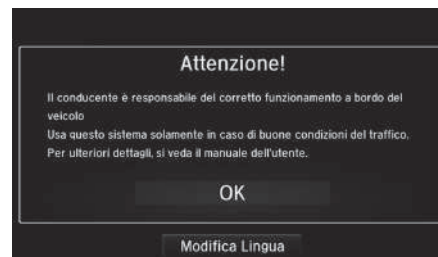 Attenzione!
Il conducente è responsabile del corretto funzionamento a bordo del
veicolo
Usa questo sistema solamente in caso di buone condizioni del traffico.
Per ulteriori dettagli, si veda il manuale dell'utente.
OK
Modifica Lingua